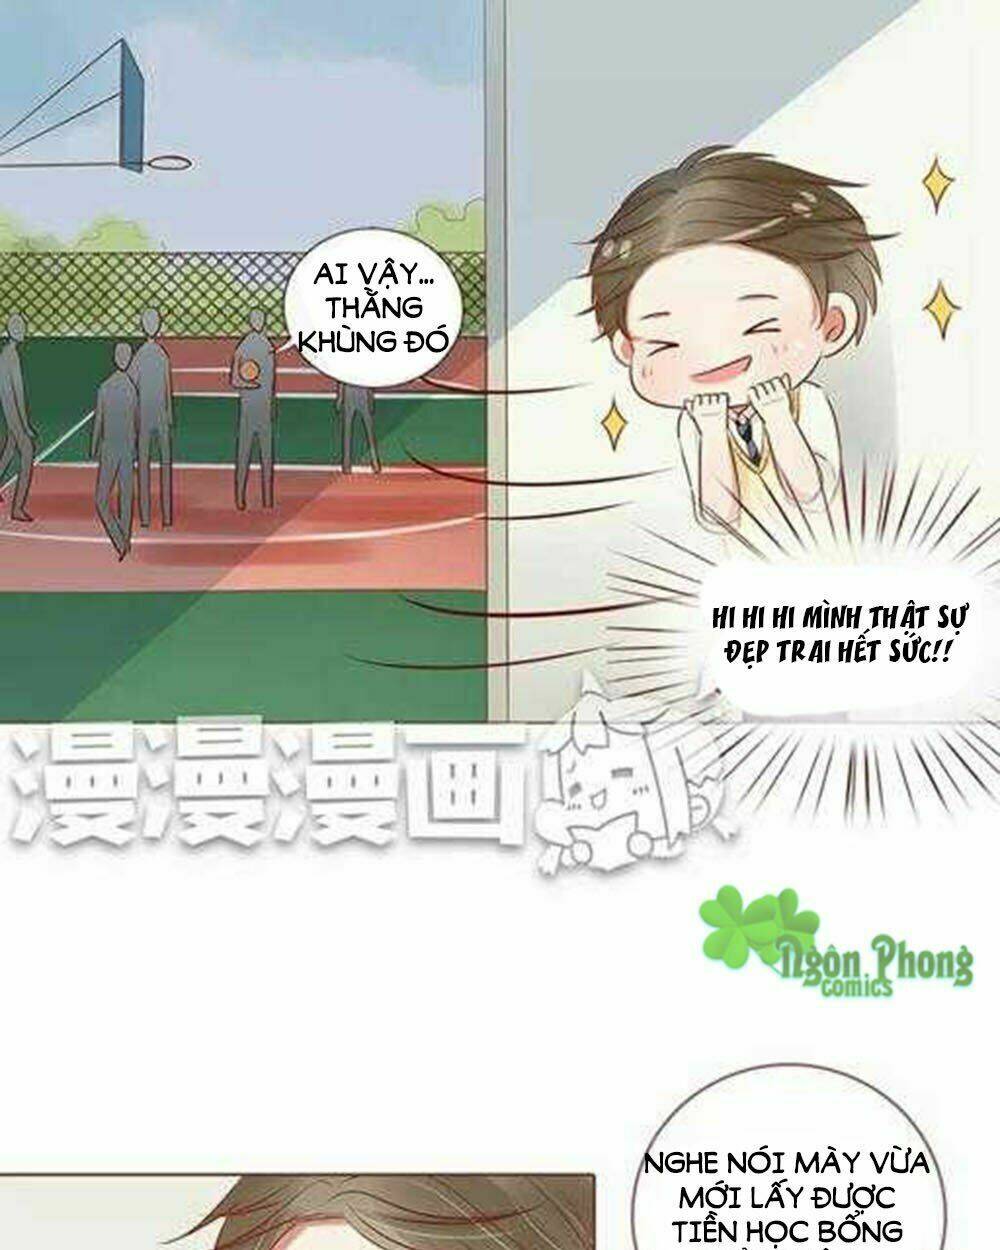 AI VẬY...
THẰNG
KHÙNG ĐÓ
HI HI HI MÌNH THẬT SỰ
ĐẸP TRAI HẾT SỨC!!
漫漫漫画
Ngôn Phong
comics
NGHE NÓI MÀY VỪA
MỚI LẤY ĐƯỢC
TIỀN HỌC BỔNG